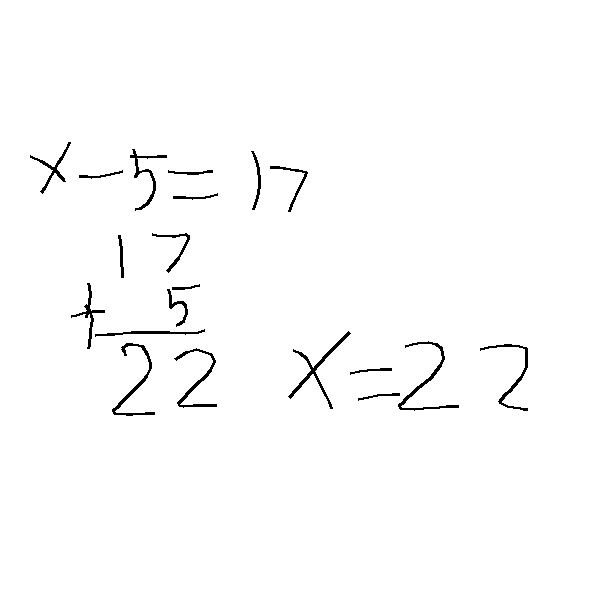 x - 5 = 17
17
+ 5
22 x = 22